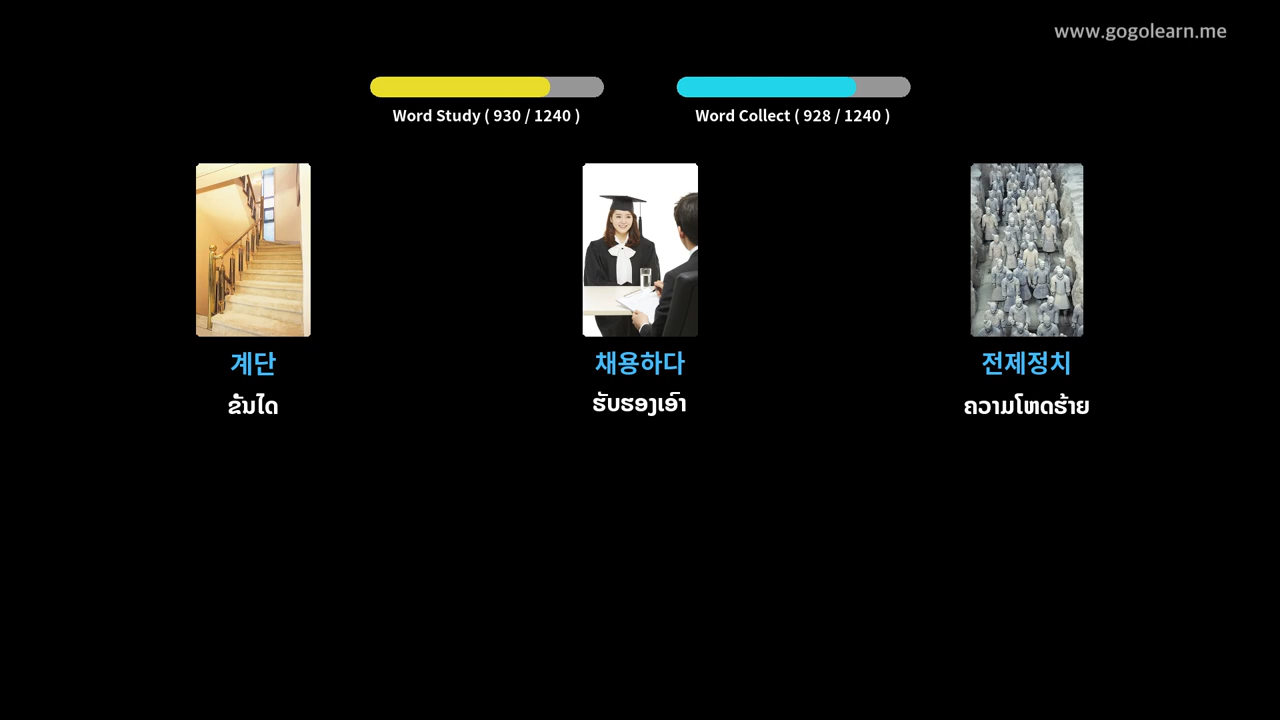 www.gogolearn.me
Word Study ( 930 / 1240 )
Word Collect ( 928 / 1240 )
계단
채용하다
전제정치
ຂັ້ນໄດ
ຮັບຮອງເອົາ
ຄວາມໂຫດຮ້າຍ